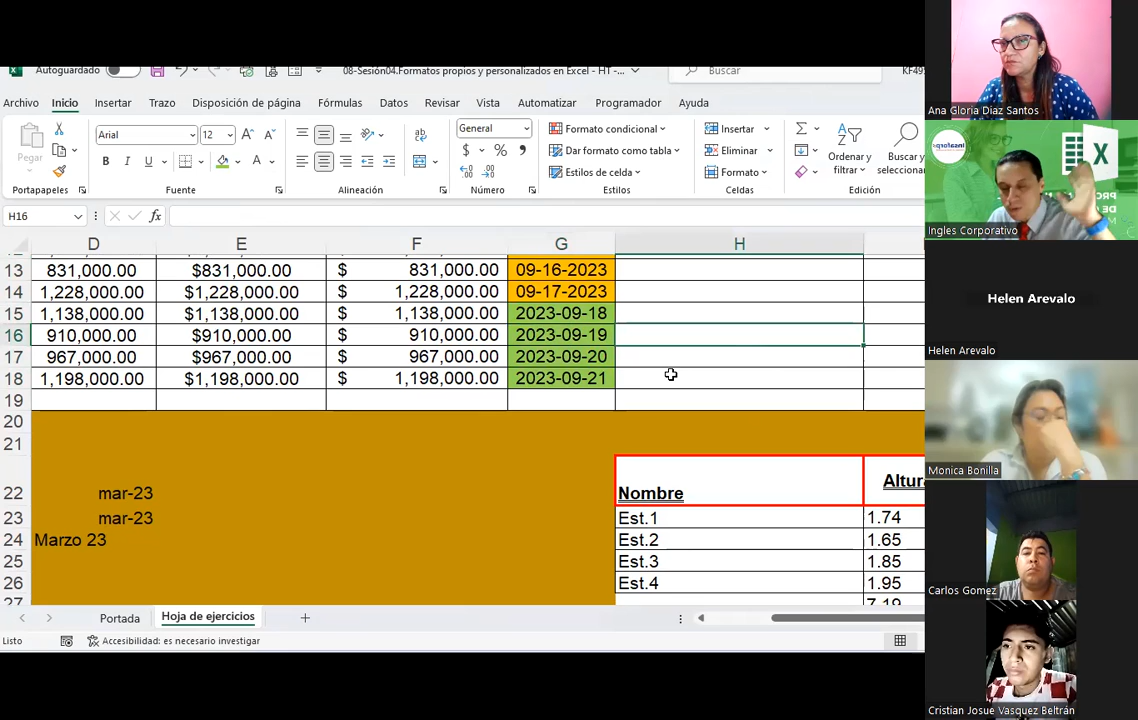 Autoguardado
08-Sesión04.Formatos propios y personalizados en Excel - HT -...
Buscar
Archivo Inicio Insertar Trazo Disposición de página Fórmulas Datos Revisar Vista Automatizar Programador Ayuda
Pegar
Arial 12
N K S
General
$ % 9
Formato condicional
Dar formato como tabla
Estilos de celda
Insertar
Eliminar
Formato
Ordenar y
filtrar
Buscar y
Portapapeles Fuente Alineación Número Estilos Celdas Edición
H16 fx
D E F G H
13 831,000.00 $831,000.00 $ 831,000.00 09-16-2023
14 1,228,000.00 $1,228,000.00 $ 1,228,000.00 09-17-2023
15 1,138,000.00 $1,138,000.00 $ 1,138,000.00 2023-09-18
16 910,000.00 $910,000.00 $ 910,000.00 2023-09-19
17 967,000.00 $967,000.00 $ 967,000.00 2023-09-20
18 1,198,000.00 $1,198,000.00 $ 1,198,000.00 2023-09-21
19
20
21
22 mar-23 Nombre Altura
23 mar-23 Est.1 1.74
24 Marzo 23 Est.2 1.65
25 Est.3 1.85
26 Est.4 1.95
27 7.19
Portada Hoja de ejercicios
Listo Accesibilidad: es necesario investigar
Ana Gloria Diaz Santos
X
Ingles Corporativo
Helen Arevalo
Helen Arevalo
Monica Bonilla
Carlos Gomez
Cristian Josue Vasquez Beltrán